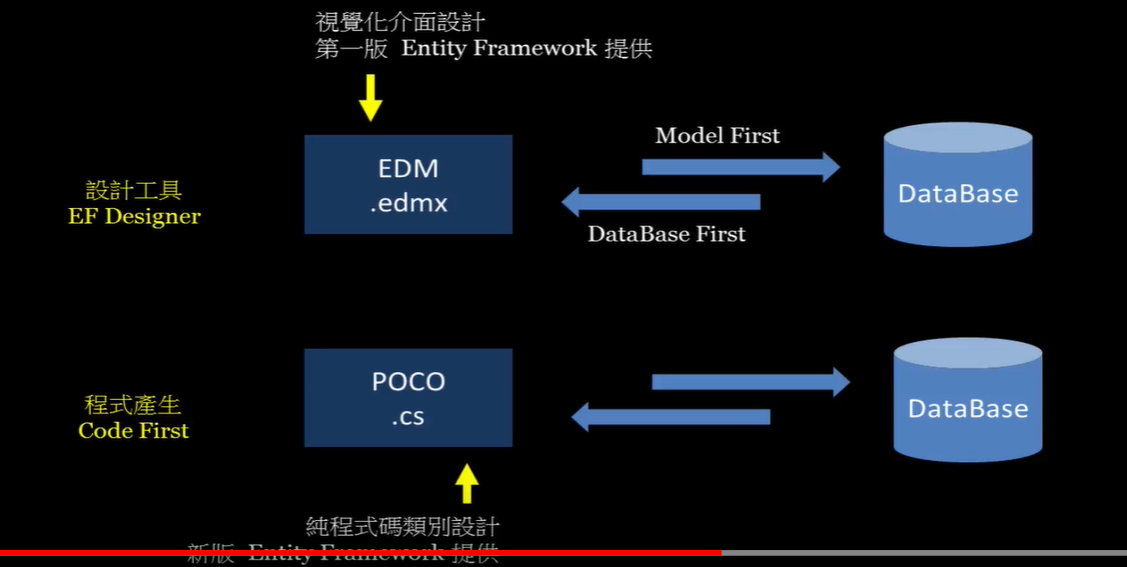 視覺化介面設計
第一版 Entity Framework 提供
Model First
EDM
.edmx
設計工具
EF Designer
DataBase
DataBase First
POCO
.cs
程式產生
Code First
DataBase
純程式碼類別設計
新版 Entity Framework 提供